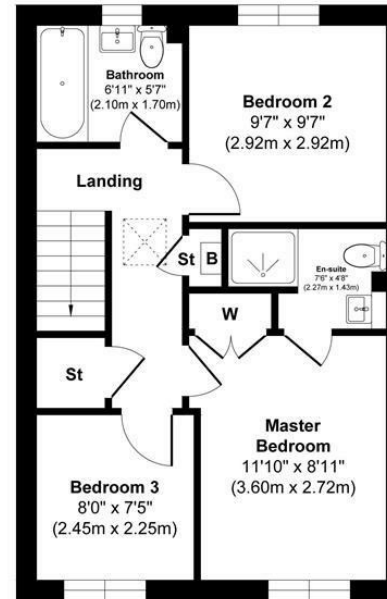 Bathroom
6'11" x 5'7"
(2.10m x 1.70m)
Bedroom 2
9'7" x 9'7"
(2.92m x 2.92m)
Landing
St
B
En-suite
7'6" x 4'8"
(2.27m x 1.43m)
W
St
Master
Bedroom
11'10" x 8'11"
(3.60m x 2.72m)
Bedroom 3
8'0" x 7'5"
(2.45m x 2.25m)